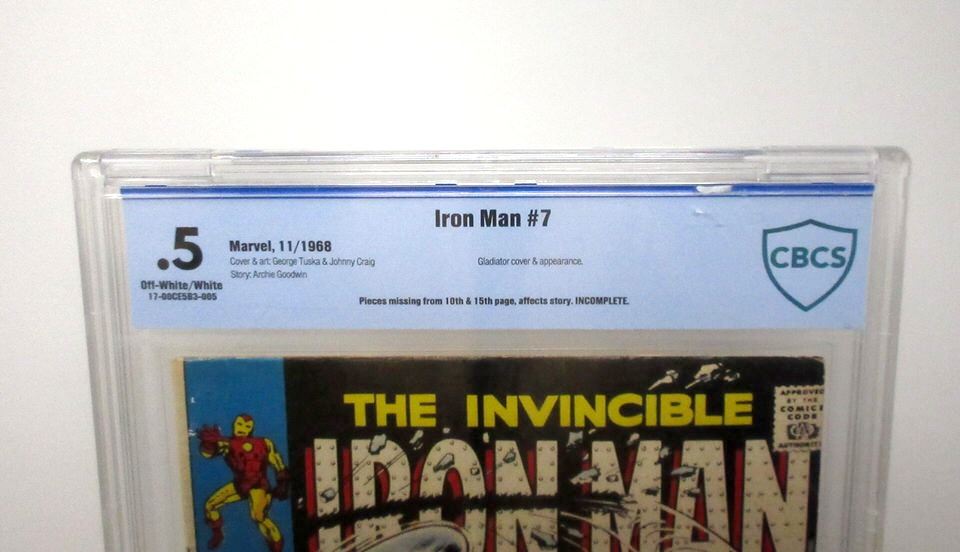 Iron Man #7
.5
Off-White/White
17-08CE5B3-005
Marvel, 11/1968
Cover & art: George Tuska & Johnny Craig
Story: Archie Goodwin
Gladiator cover & appearance.
Pieces missing from 10th & 15th page, affects story. INCOMPLETE.
CBCS
THE INVINCIBLE
IRON MAN
APPROVED
BY THE
COMICS
CODE
CA
AUTHORITY